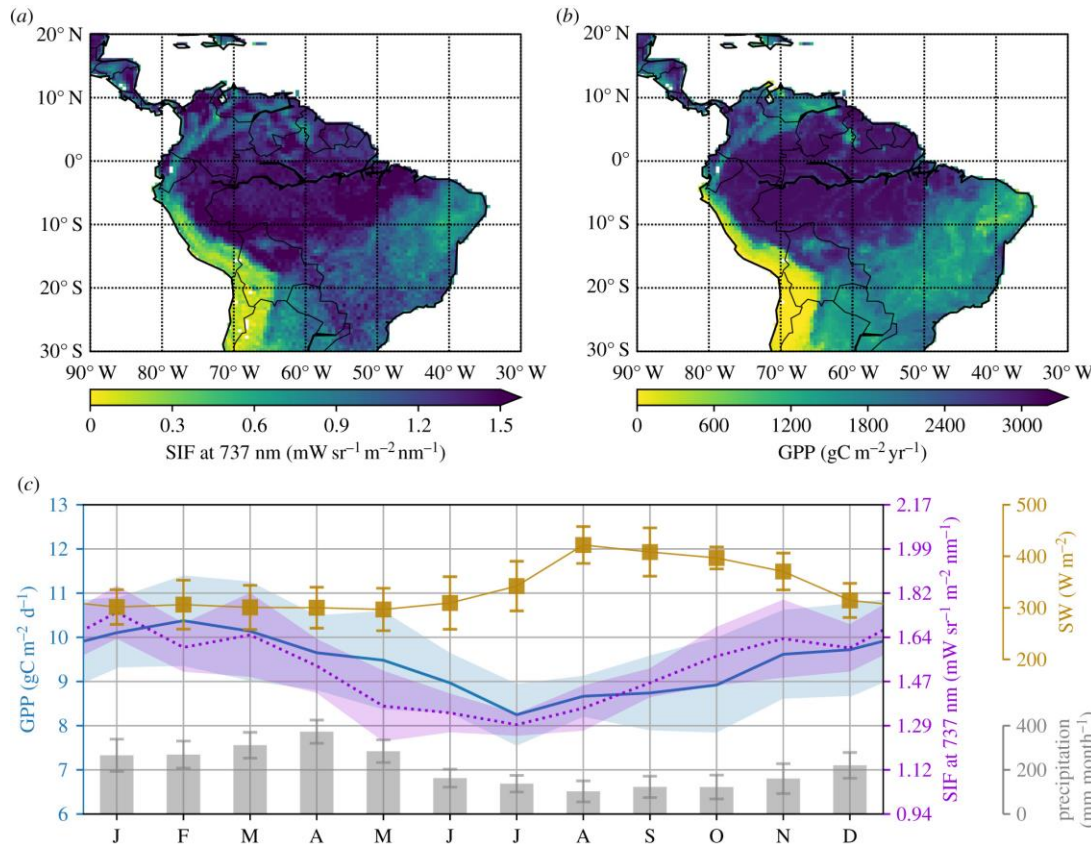 (a) (b)
20° N 20° N
10° N 10° N
0° 0°
10° S 10° S
20° S 20° S
30° S 30° S
90° W 80° W 70° W 60° W 50° W 40° W 30° W 90° W 80° W 70° W 60° W 50° W 40° W 30° W
0 0.3 0.6 0.9 1.2 1.5 0 600 1200 1800 2400 3000
SIF at 737 nm (mW sr−1 m−2 nm−1) GPP (gC m−2 yr−1)
(c)
13 2.17 500
12 1.99 400
11 1.82 300
10 1.64 200
9 1.47
8 1.29 400
7 1.12 200
6 0.94 0
GPP (gC m−2 d−1)
SIF at 737 nm (mW sr−1 m−2 nm−1)
SW (W m−2)
precipitation
(mm month−1)
J F M A M J J A S O N D